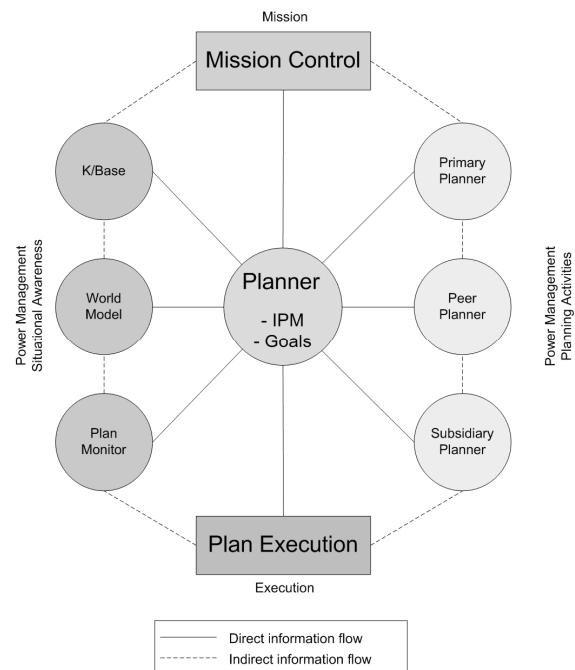 Mission
Mission Control
K/Base
Primary
Planner
Power Management
Situational Awareness
World
Model
Planner
- IPM
- Goals
Peer
Planner
Power Management
Planning Activities
Plan
Monitor
Subsidiary
Planner
Plan Execution
Execution
Direct information flow
Indirect information flow